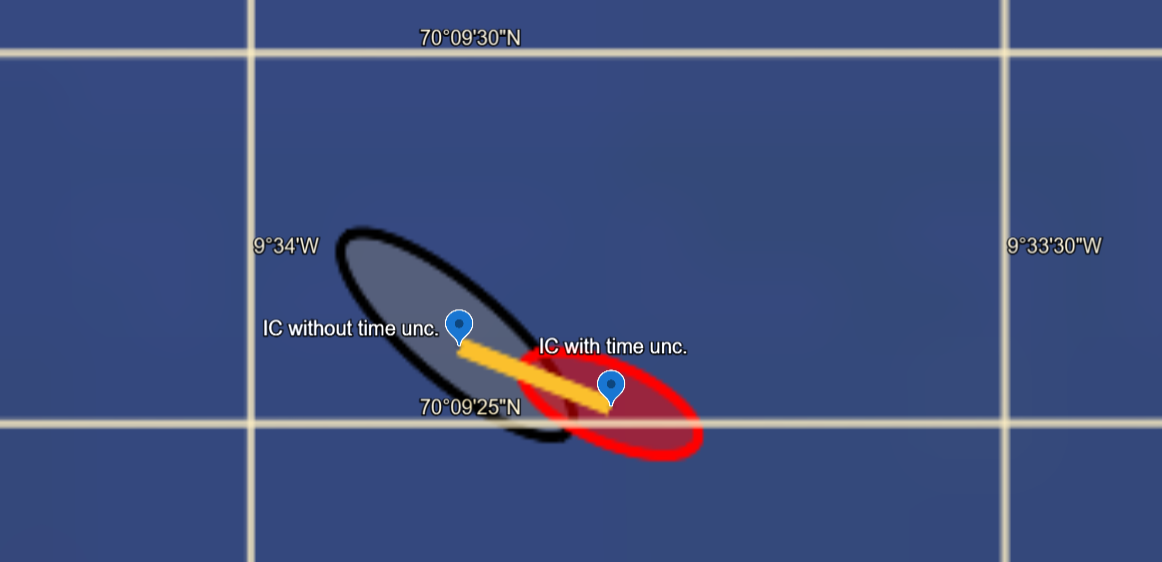 70°09'30"N
9°34'W
9°33'30"W
IC without time unc.
IC with time unc.
70°09'25"N